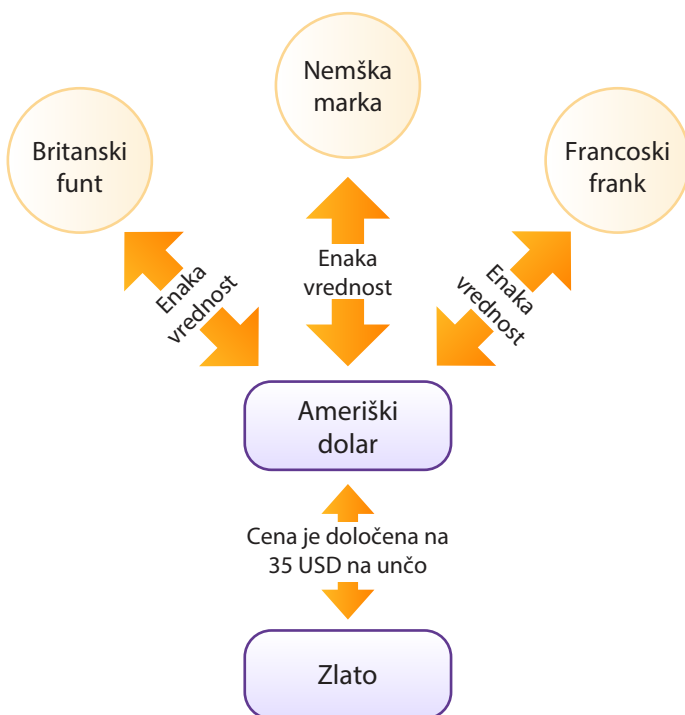 Nemška
marka
Britanski
funt
Francoski
frank
Enaka
vrednost
Enaka
vrednost
Enaka
vrednost
Ameriški
dolar
Cena je določena na
35 USD na unčo
Zlato